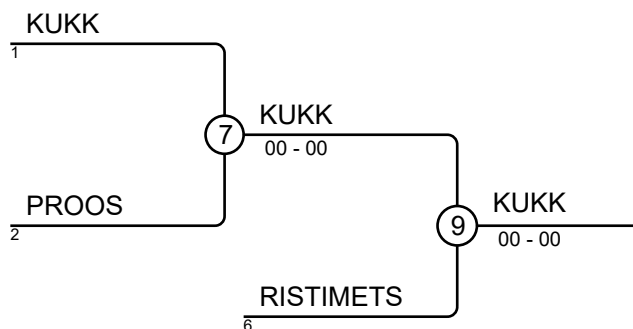 KUKK
1
7
KUKK
00 - 00
PROOS
2
9
KUKK
00 - 00
RISTIMETS
6